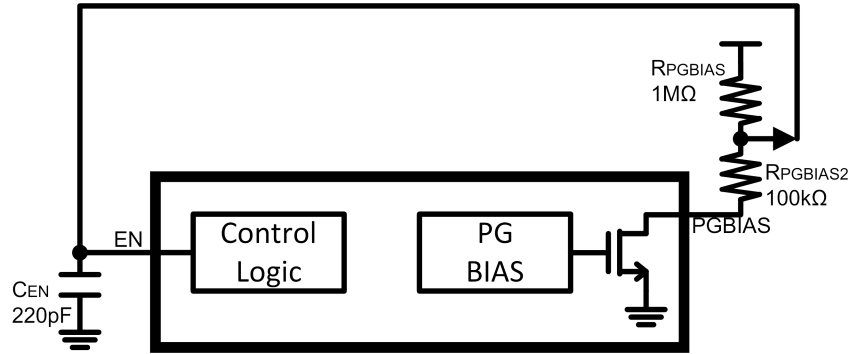 RPGBIAS
1MΩ
RPGBIAS2
100kΩ
PGBIAS
EN
Control
Logic
PG
BIAS
CEN
220pF